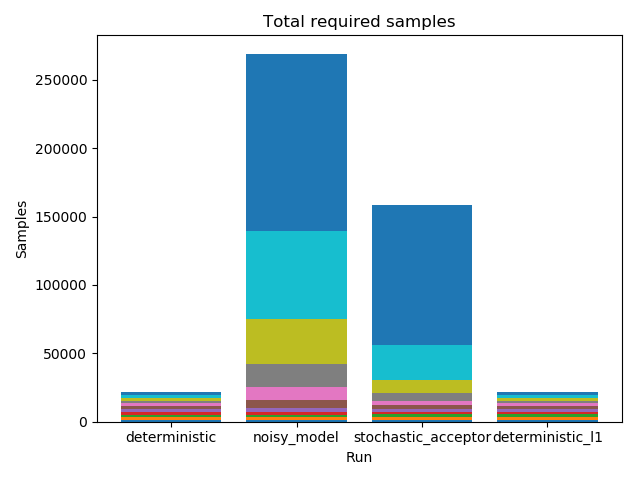 Total required samples
Samples
250000
200000
150000
100000
50000
0
deterministic
noisy_model
stochastic_acceptor
deterministic_l1
Run